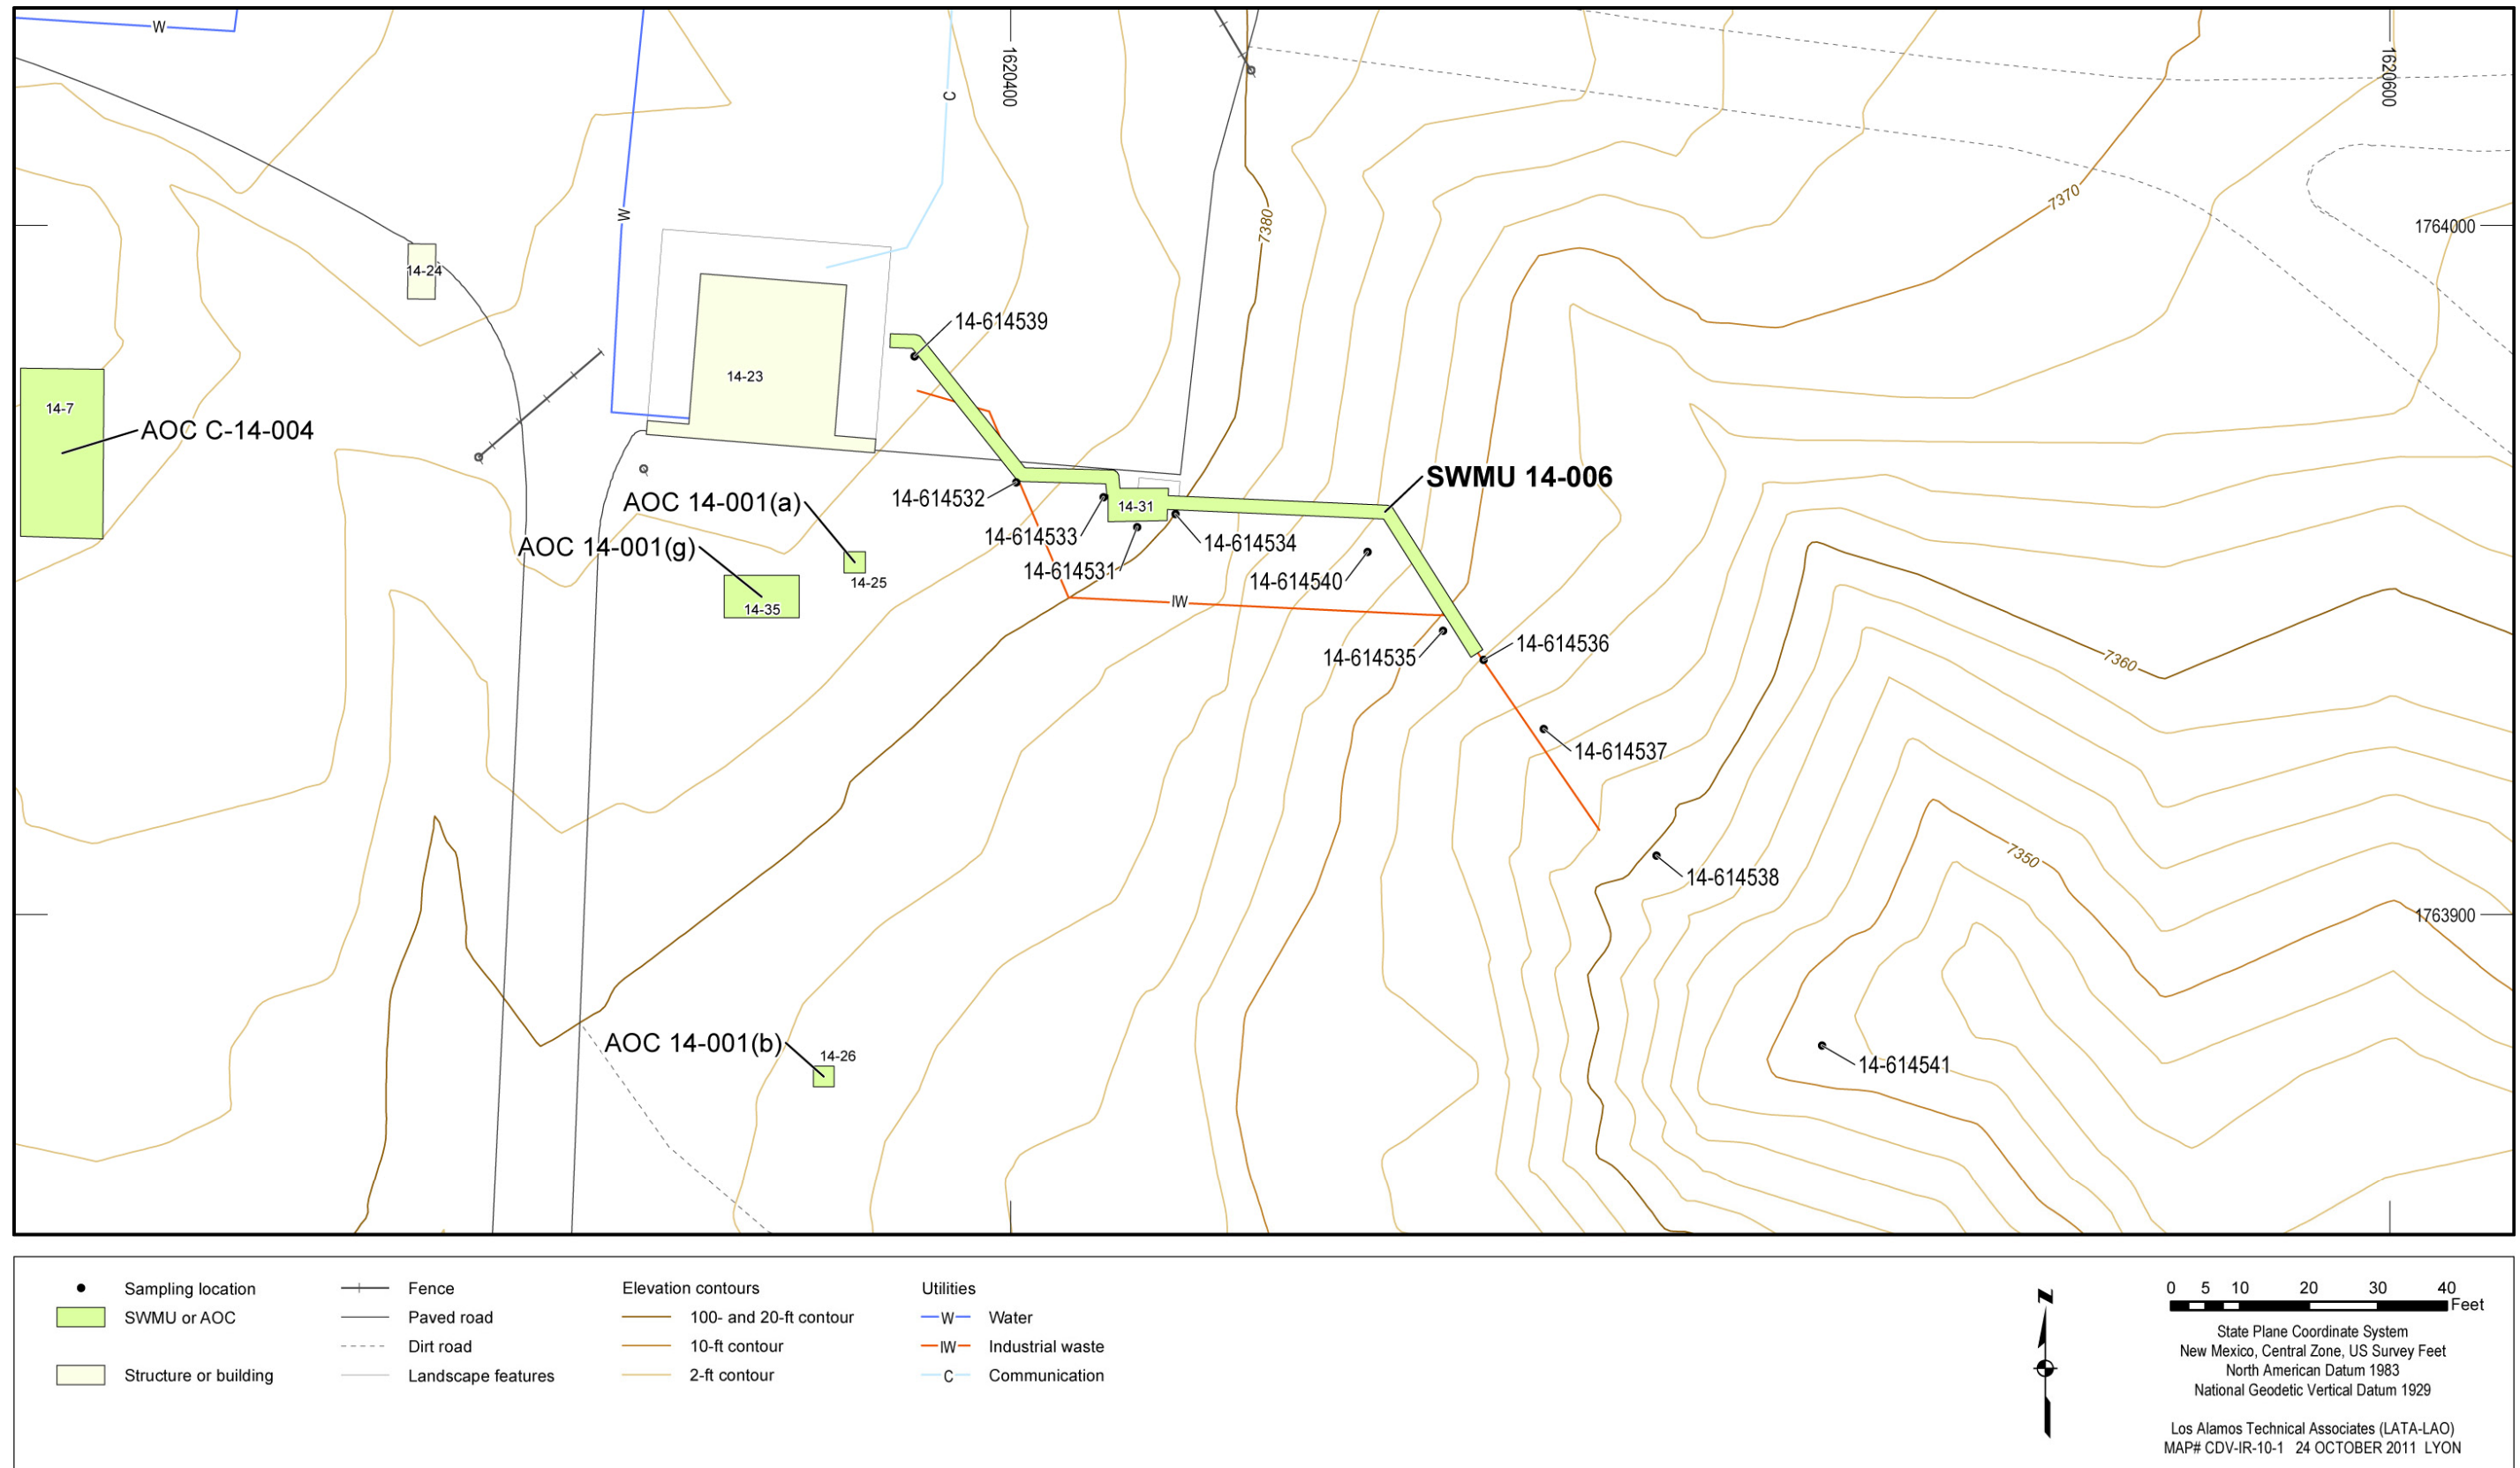 W
1620400
1620600
C
W
7380
7370
1764000
14-24
14-614539
14-23
14-7
AOC C-14-004
SWMU 14-006
14-614532
AOC 14-001(a)
14-31
14-614533
14-614534
AOC 14-001(g)
14-614531
14-614540
14-25
14-35
IW
14-614536
14-614535
7360
14-614537
7350
14-614538
1763900
AOC 14-001(b)
14-26
14-614541
Sampling location
SWMU or AOC
Structure or building
Fence
Paved road
Dirt road
Landscape features
Elevation contours
100- and 20-ft contour
10-ft contour
2-ft contour
Utilities
W Water
IW Industrial waste
C Communication
N
0 5 10 20 30 40
Feet
State Plane Coordinate System
New Mexico, Central Zone, US Survey Feet
North American Datum 1983
National Geodetic Vertical Datum 1929
Los Alamos Technical Associates (LATA-LAO)
MAP# CDV-IR-10-1 24 OCTOBER 2011 LYON